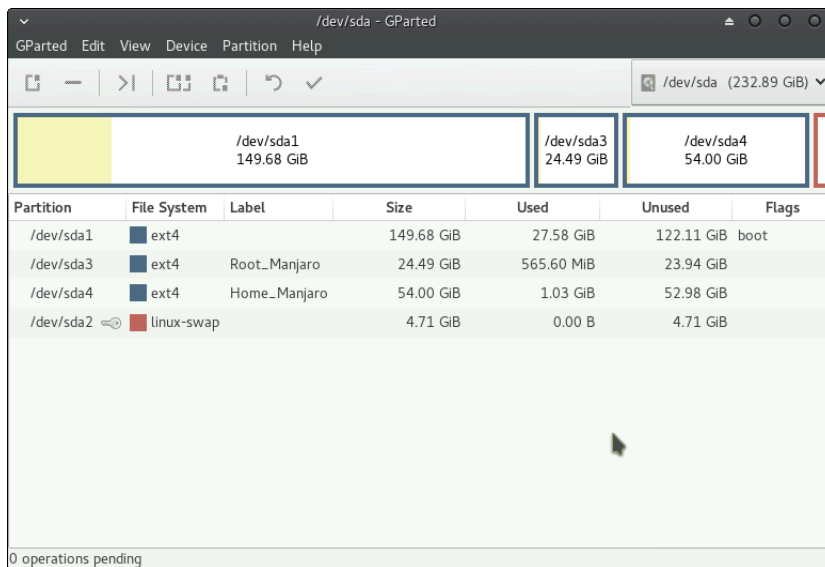 /dev/sda - GParted
GParted Edit View Device Partition Help
/dev/sda (232.89 GiB)
/dev/sda1 /dev/sda3 /dev/sda4
149.68 GiB 24.49 GiB 54.00 GiB
Partition File System Label Size Used Unused Flags
/dev/sda1 ext4 149.68 GiB 27.58 GiB 122.11 GiB boot
/dev/sda3 ext4 Root_Manjaro 24.49 GiB 565.60 MiB 23.94 GiB
/dev/sda4 ext4 Home_Manjaro 54.00 GiB 1.03 GiB 52.98 GiB
/dev/sda2 linux-swap 4.71 GiB 0.00 B 4.71 GiB
0 operations pending